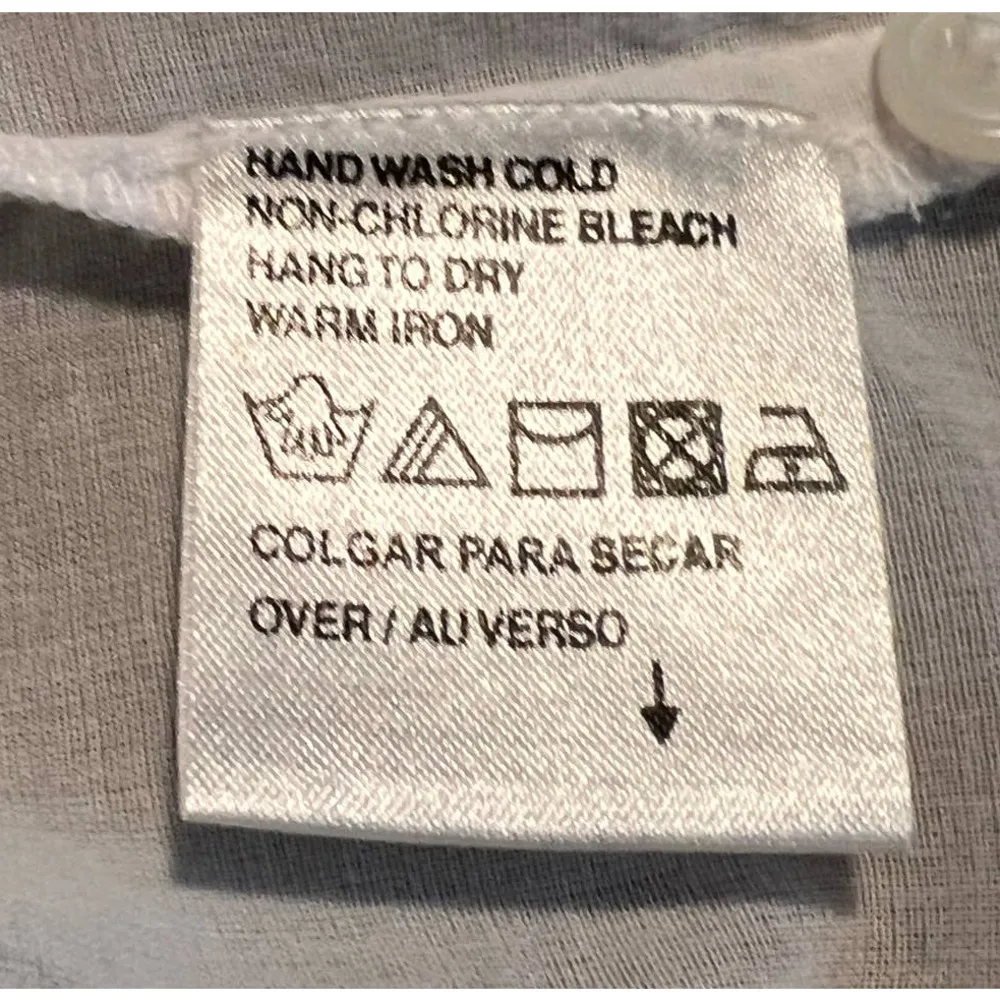 HAND WASH COLD
NON-CHLORINE BLEACH
HANG TO DRY
WARM IRON
COLGAR PARA SECAR
OVER / AU VERSO